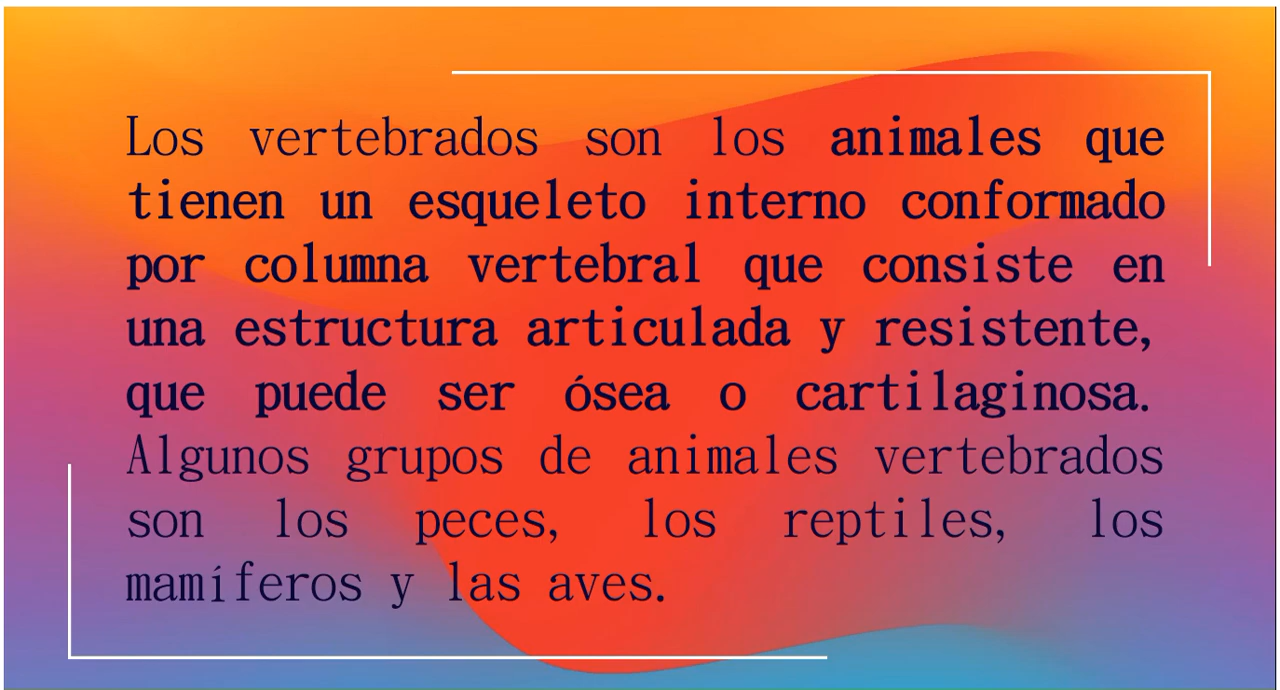 Los vertebrados son los animales que
tienen un esqueleto interno conformado
por columna vertebral que consiste en
una estructura articulada y resistente,
que puede ser ósea o cartilaginosa.
Algunos grupos de animales vertebrados
son los peces, los reptiles, los
mamíferos y las aves.